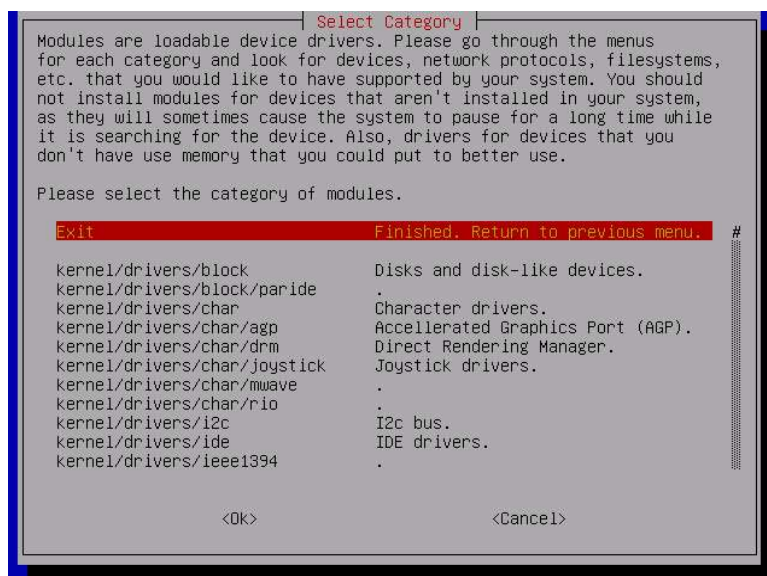 Select Category
Modules are loadable device drivers. Please go through the menus
for each category and look for devices, network protocols, filesystems,
etc. that you would like to have supported by your system. You should
not install modules for devices that aren't installed in your system,
as they will sometimes cause the system to pause for a long time while
it is searching for the device. Also, drivers for devices that you
don't have use memory that you could put to better use.
Please select the category of modules.
Exit Finished. Return to previous menu. #
kernel/drivers/block Disks and disk-like devices.
kernel/drivers/block/paride .
kernel/drivers/char Character drivers.
kernel/drivers/char/agp Accellerated Graphics Port (AGP).
kernel/drivers/char/drm Direct Rendering Manager.
kernel/drivers/char/joystick Joystick drivers.
kernel/drivers/char/mwave .
kernel/drivers/char/rio .
kernel/drivers/i2c I2c bus.
kernel/drivers/ide IDE drivers.
kernel/drivers/ieee1394 .
<Ok> <Cancel>